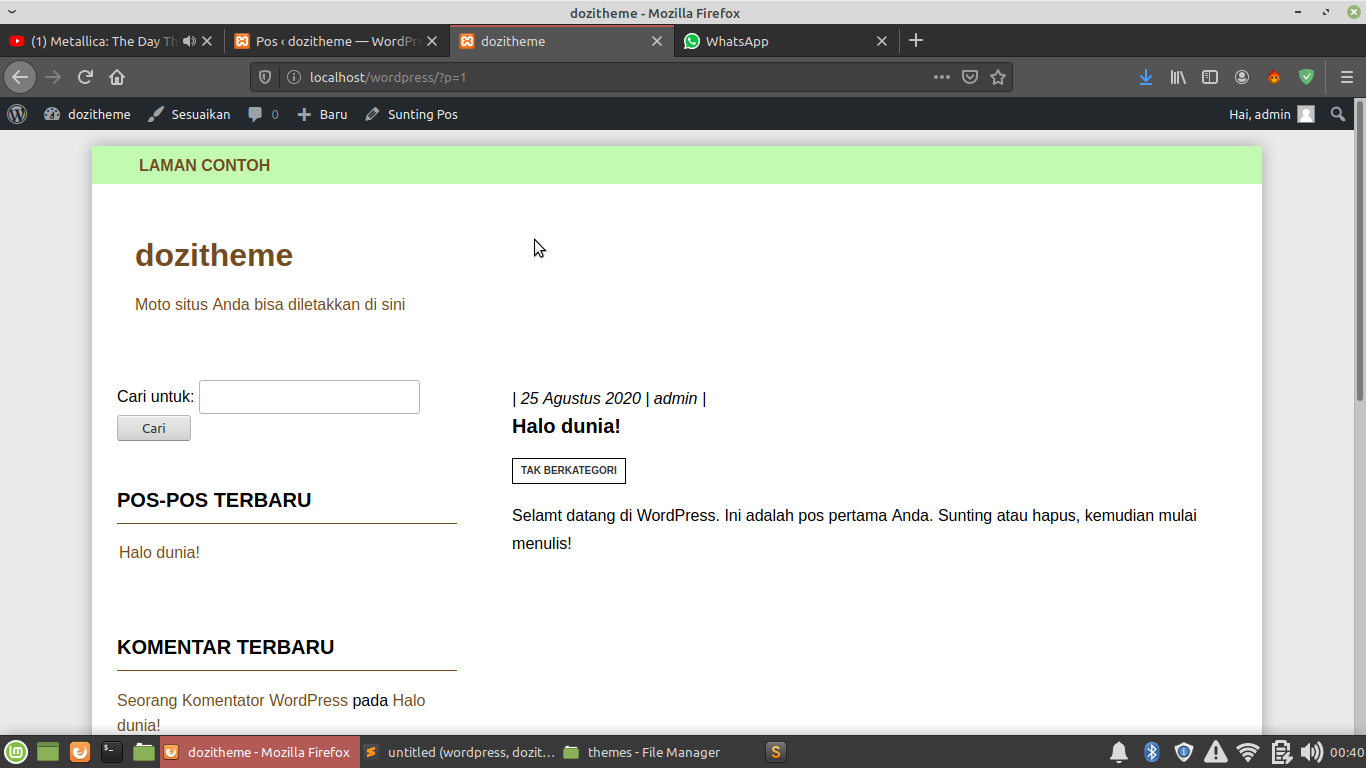 dozitheme - Mozilla Firefox
(1) Metallica: The Day Th
Pos ‹ dozitheme — WordPr
dozitheme
WhatsApp
localhost/wordpress/?p=1
dozitheme
Sesuaikan
0
Baru
Sunting Pos
Hai, admin
LAMAN CONTOH
dozitheme
Moto situs Anda bisa diletakkan di sini
Cari untuk:
Cari
POS-POS TERBARU
Halo dunia!
KOMENTAR TERBARU
Seorang Komentator WordPress pada Halo
dunia!
| 25 Agustus 2020 | admin |
Halo dunia!
TAK BERKATEGORI
Selamt datang di WordPress. Ini adalah pos pertama Anda. Sunting atau hapus, kemudian mulai
menulis!
dozitheme - Mozilla Firefox
untitled (wordpress, dozit...
themes - File Manager
00:40